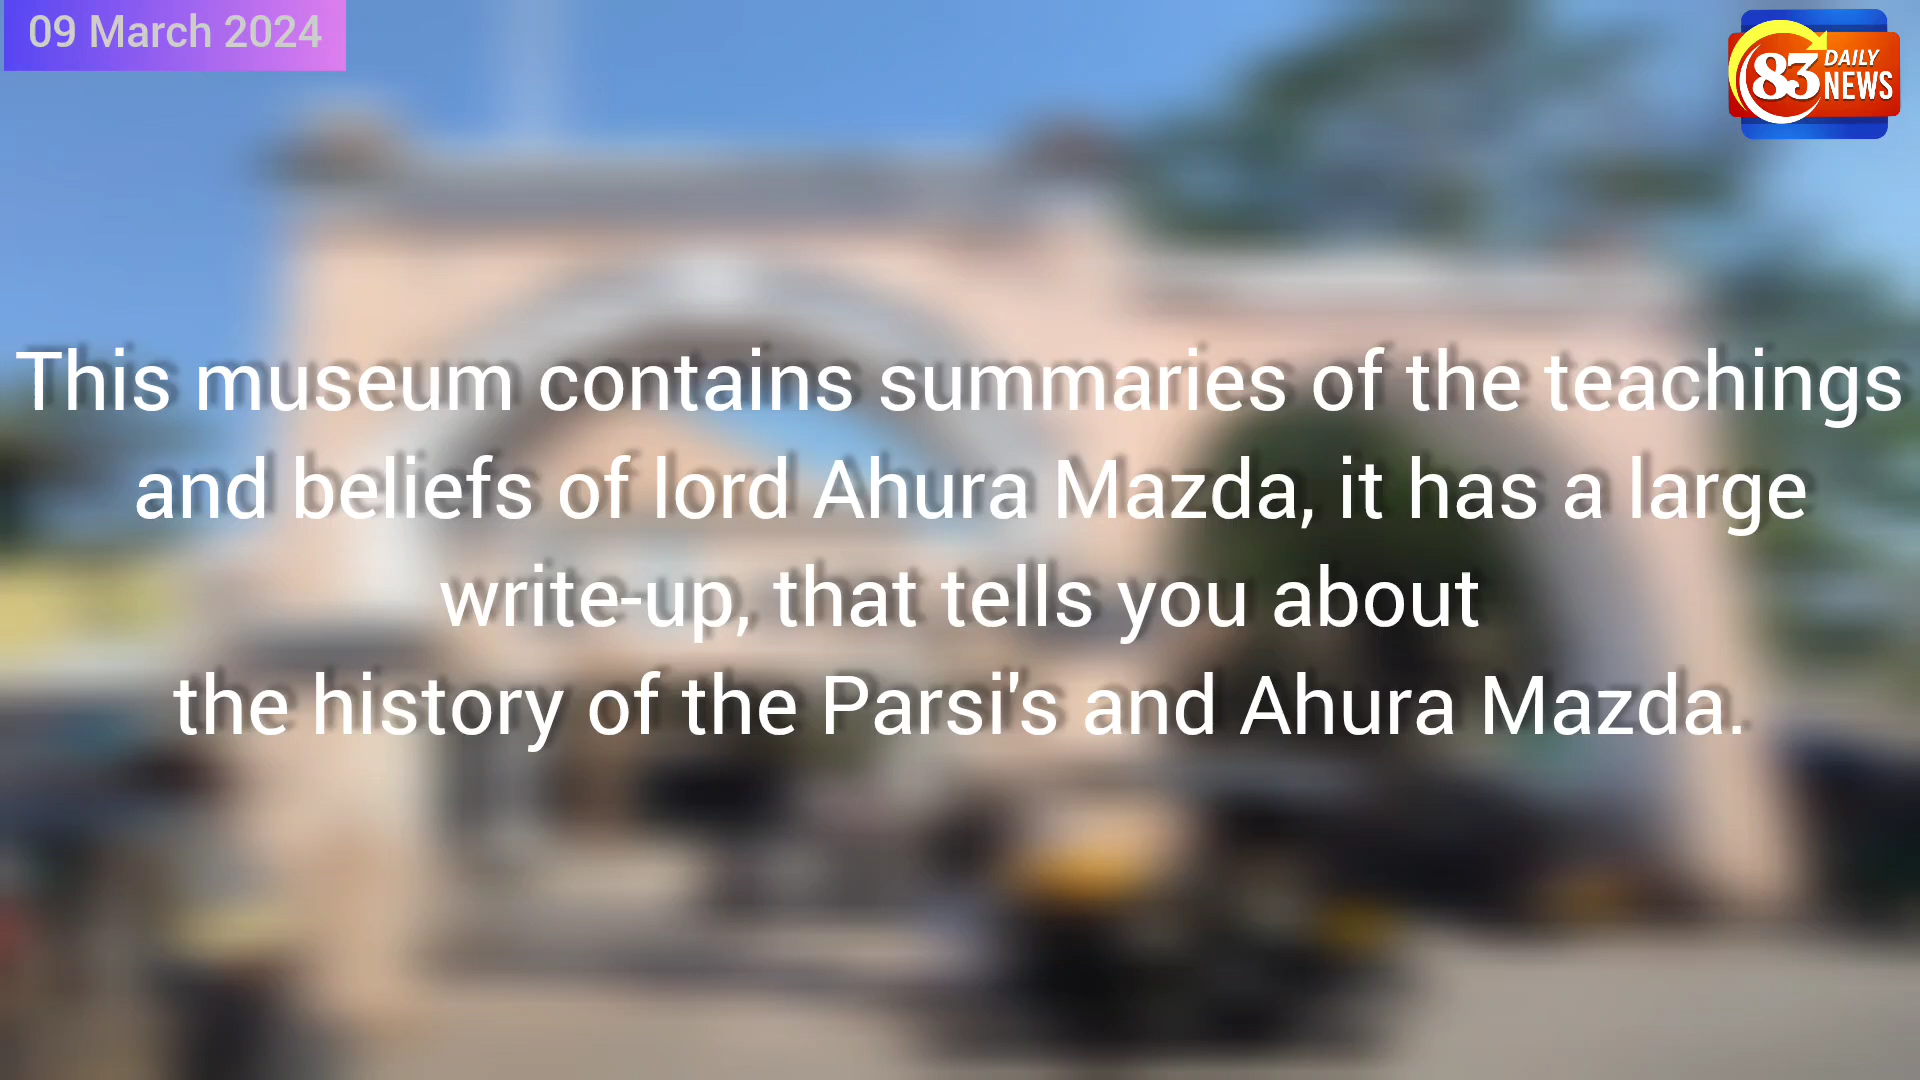 09 March 2024
83 DAILY
NEWS
This museum contains summaries of the teachings
and beliefs of lord Ahura Mazda, it has a large
write-up, that tells you about
the history of the Parsi's and Ahura Mazda.